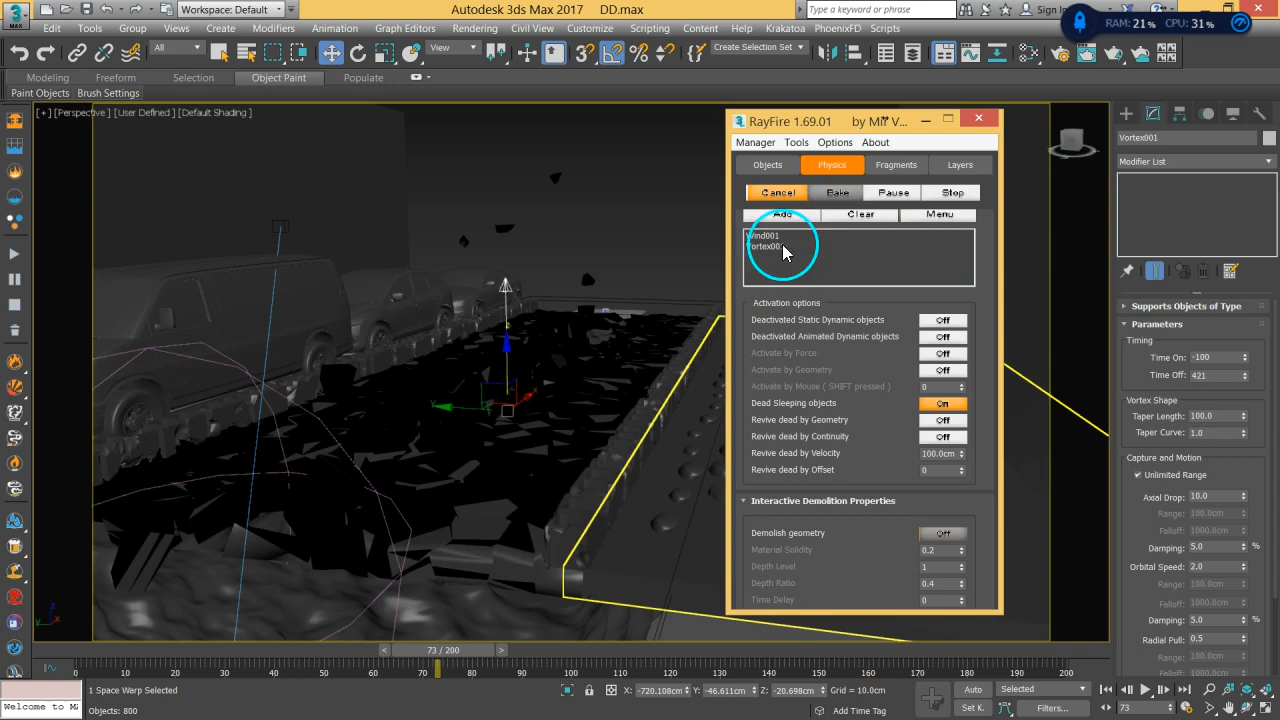 Workspace: Default
Autodesk 3ds Max 2017 DD.max
Type a keyword or phrase
RAM: 21 % CPU: 31 %
MAX
Edit Tools Group Views Create Modifiers Animation Graph Editors Rendering Civil View Customize Scripting Content Help Krakatoa PhoenixFD Scripts
All View Create Selection Set
Modeling Freeform Selection Object Paint Populate
Paint Objects Brush Settings
[ + ] [Perspective ] [User Defined ] [Default Shading ]
RayFire 1.69.01
Manager Tools Options About
Objects Physics Fragments Layers
Cancel Bake Pause Stop
Add Clear Menu
Wind001
Activation options
Deactivated Static Dynamic objects Off
Deactivated Animated Dynamic objects Off
Activate by Force Off
Activate by Geometry Off
Activate by Mouse ( SHIFT pressed ) 0
Dead Sleeping objects On
Revive dead by Geometry Off
Revive dead by Continuity Off
Revive dead by Velocity 100.0cm
Revive dead by Offset 0
Interactive Demolition Properties
Demolish geometry Off
Material Solidity 0.2
Depth Level 1
Depth Ratio 0.4
Time Delay 0
Vortex001
Modifier List
Supports Objects of Type
Parameters
Timing
Time On: -100
Time Off: 421
Vortex Shape
Taper Length: 100.0
Taper Curve: 1.0
Capture and Motion
Unlimited Range
Axial Drop: 10.0
Range: 100.0cm
Falloff: 1000.0cm
Damping: 5.0 %
Orbital Speed: 2.0
Range: 100.0cm
Falloff: 1000.0cm
Damping: 5.0 %
Radial Pull: 0.5
Range: 100.0cm
Falloff: 1000.0cm
Damping: 5.0 %
< 73 / 200 >
10 20 30 40 50 60 70 80 90 100 110 120 130 140 150 160 170 180 190 200
1 Space Warp Selected
X: -720.108cm Y: -46.611cm Z: -20.698cm Grid = 10.0cm
Auto Selected
Welcome to M
Objects: 800
Add Time Tag
Set K. Filters...
73